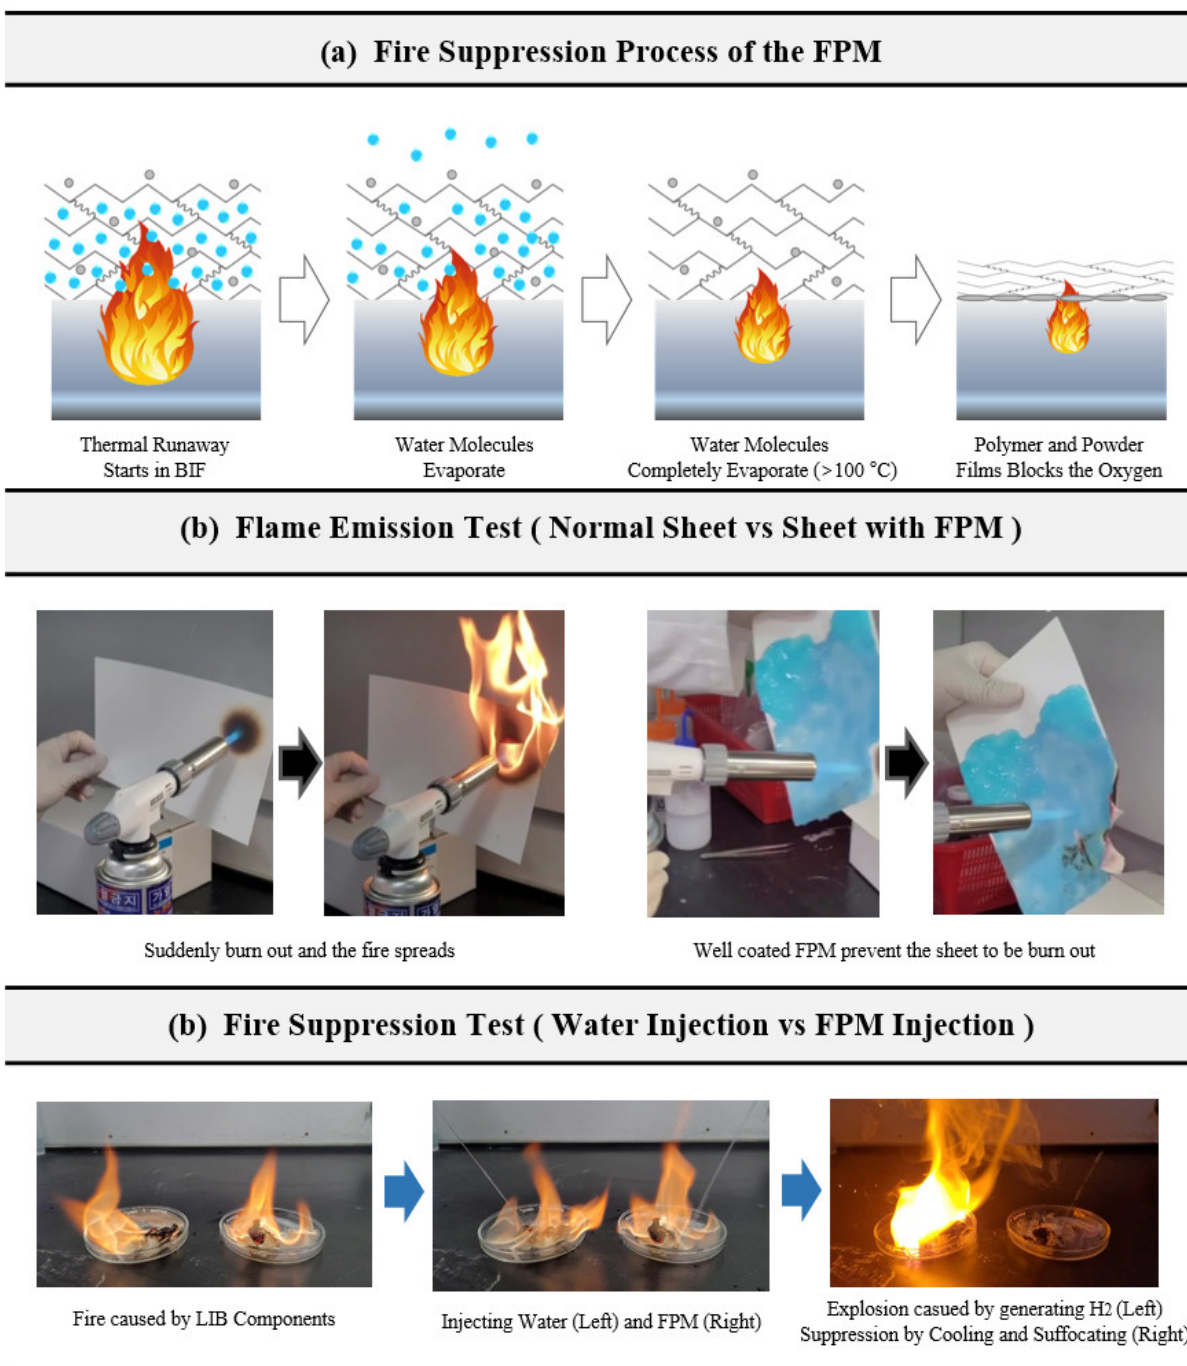 (a) Fire Suppression Process of the FPM
Thermal Runaway
Starts in BIF
Water Molecules
Evaporate
Water Molecules
Completely Evaporate (>100 °C)
Polymer and Powder
Films Blocks the Oxygen
(b) Flame Emission Test ( Normal Sheet vs Sheet with FPM )
금지
가
Suddenly burn out and the fire spreads
Well coated FPM prevent the sheet to be burn out
(b) Fire Suppression Test ( Water Injection vs FPM Injection )
Fire caused by LIB Components
Injecting Water (Left) and FPM (Right)
Explosion casued by generating H2 (Left)
Suppression by Cooling and Suffocating (Right)